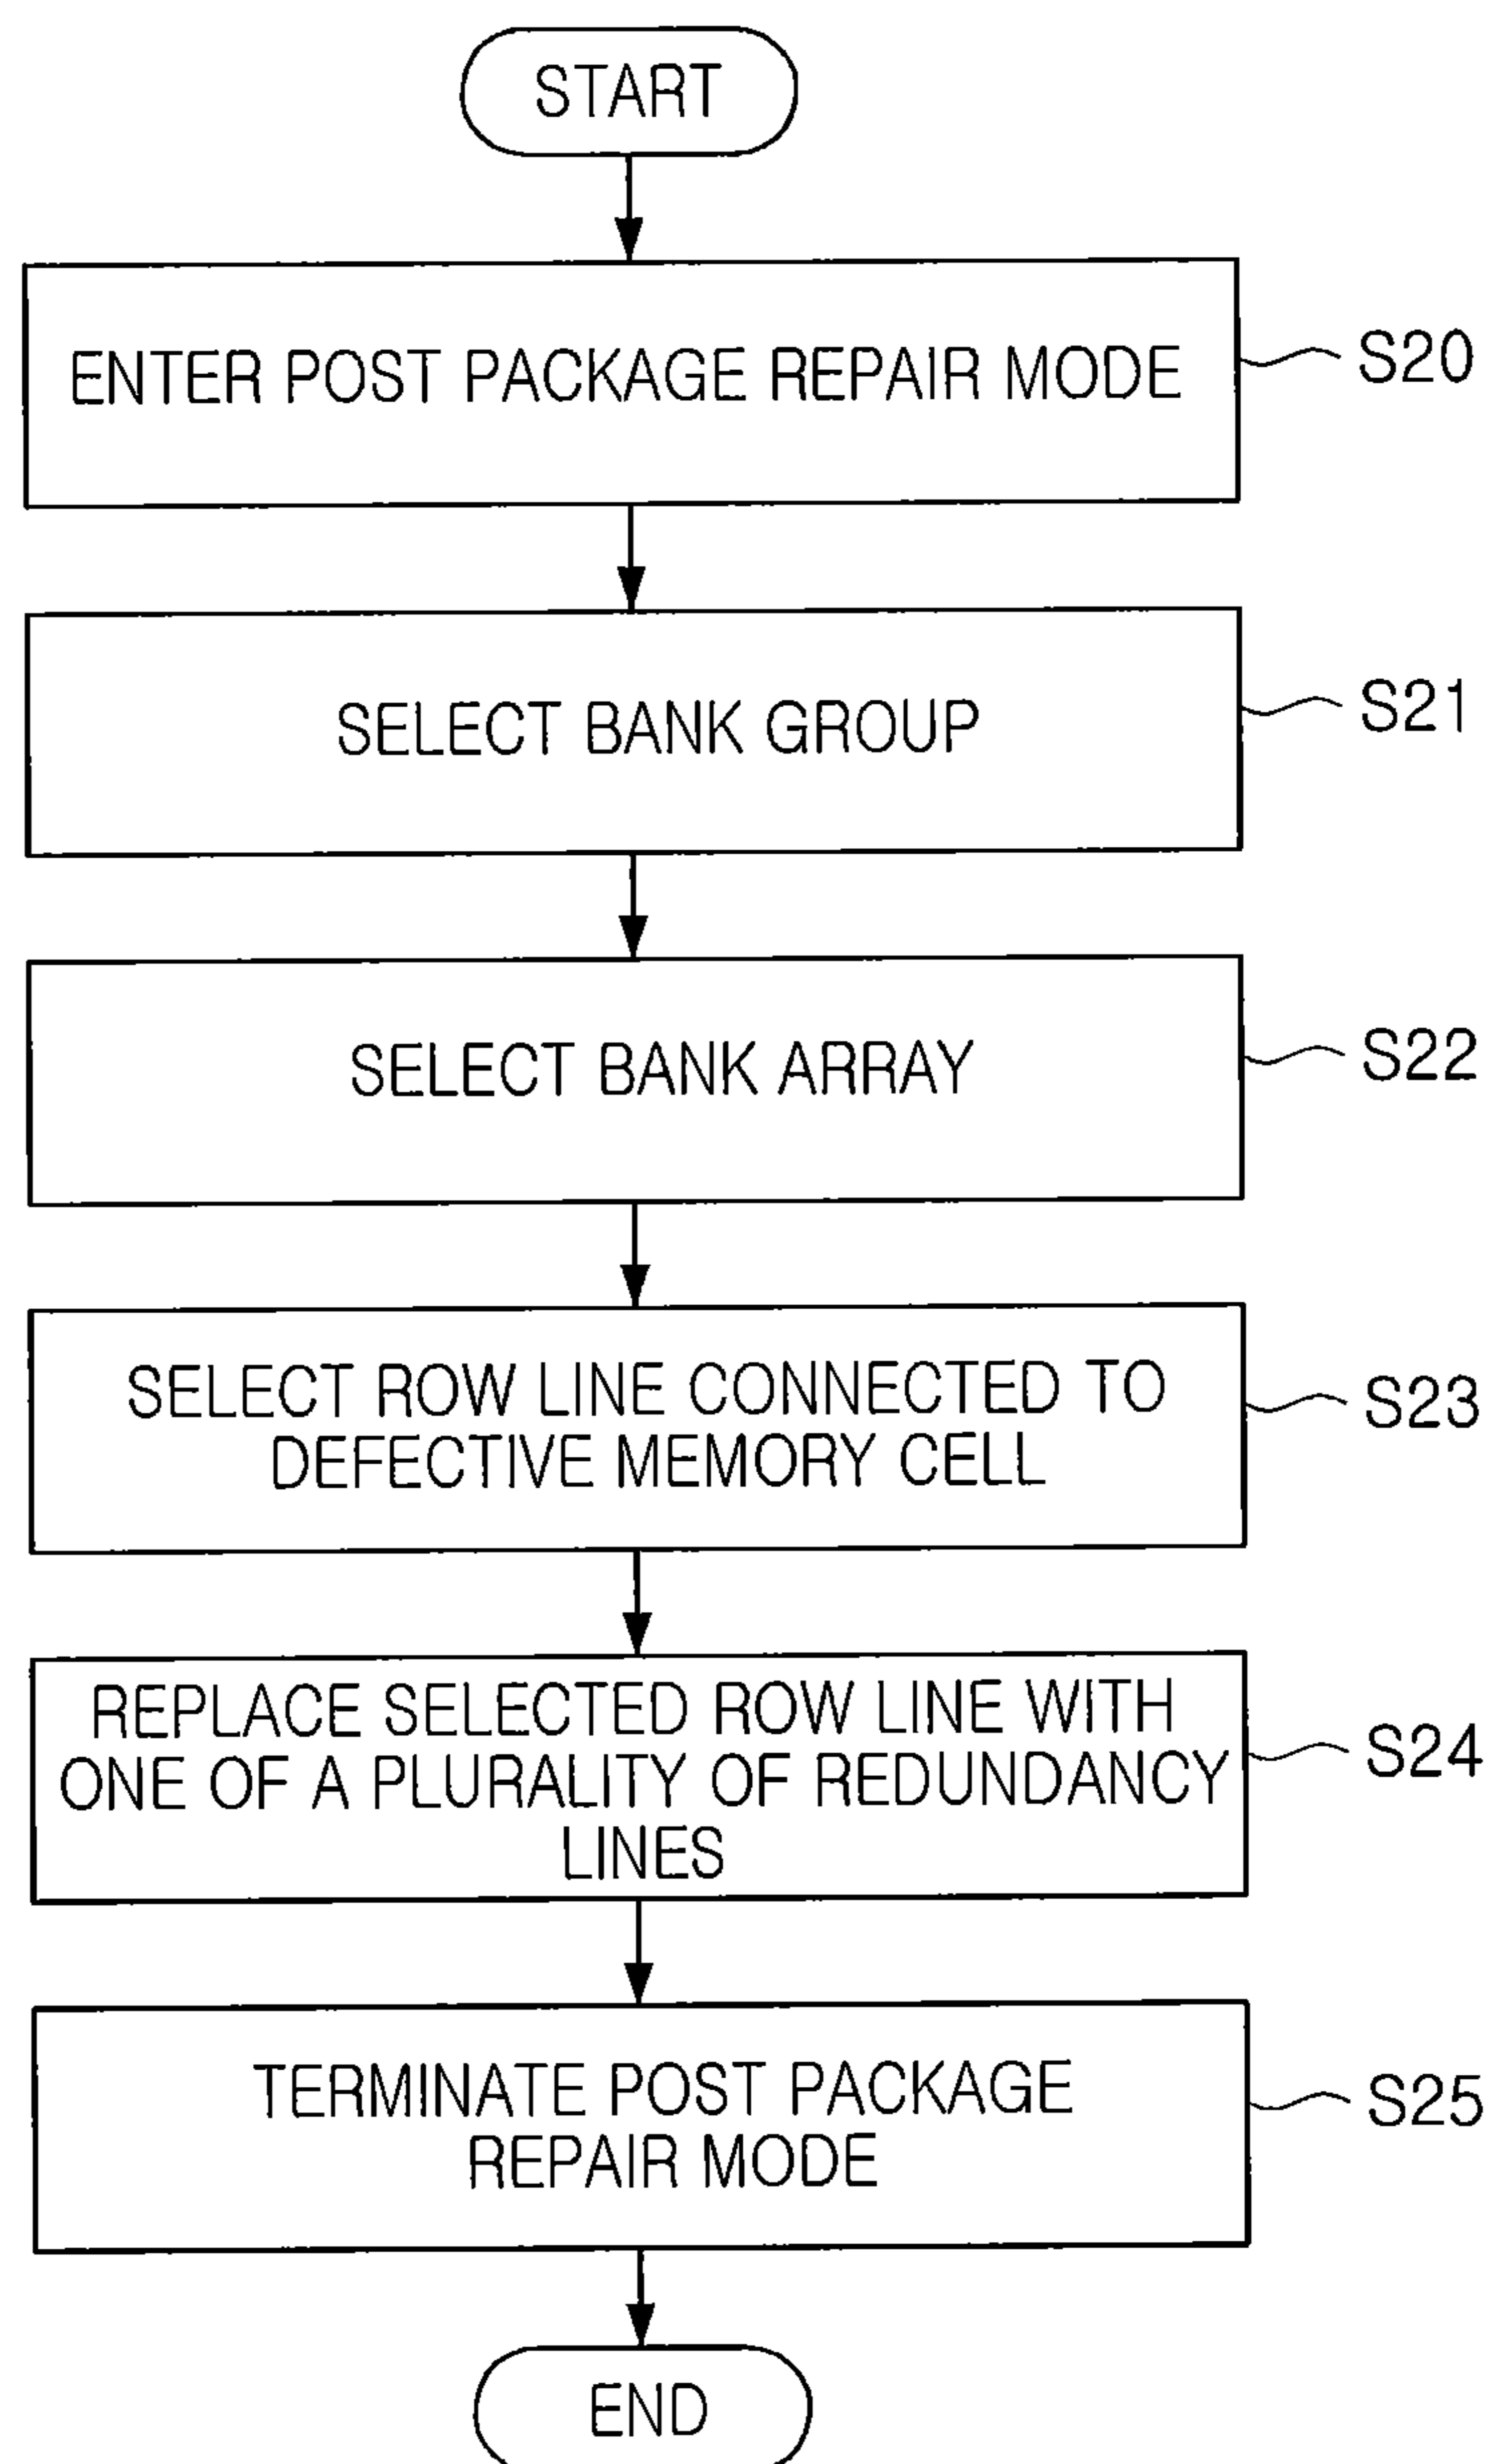 START
ENTER POST PACKAGE REPAIR MODE
S20
SELECT BANK GROUP
S21
SELECT BANK ARRAY
S22
SELECT ROW LINE CONNECTED TO
DEFECTIVE MEMORY CELL
S23
REPLACE SELECTED ROW LINE WITH
ONE OF A PLURALITY OF REDUNDANCY
LINES
S24
TERMINATE POST PACKAGE
REPAIR MODE
S25
END